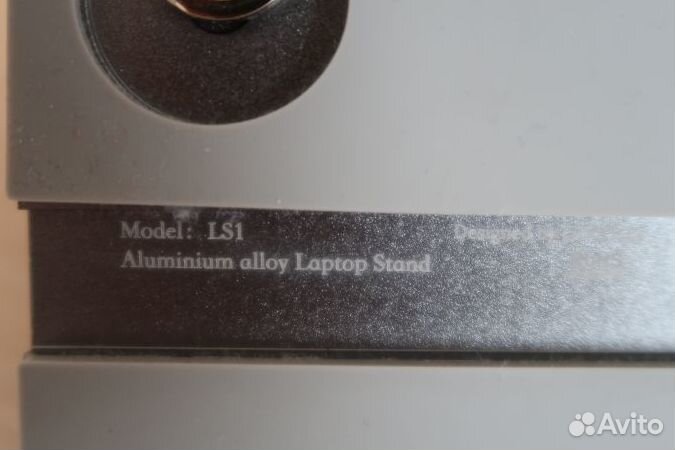 Model: LS1
Aluminium alloy Laptop Stand
Avito